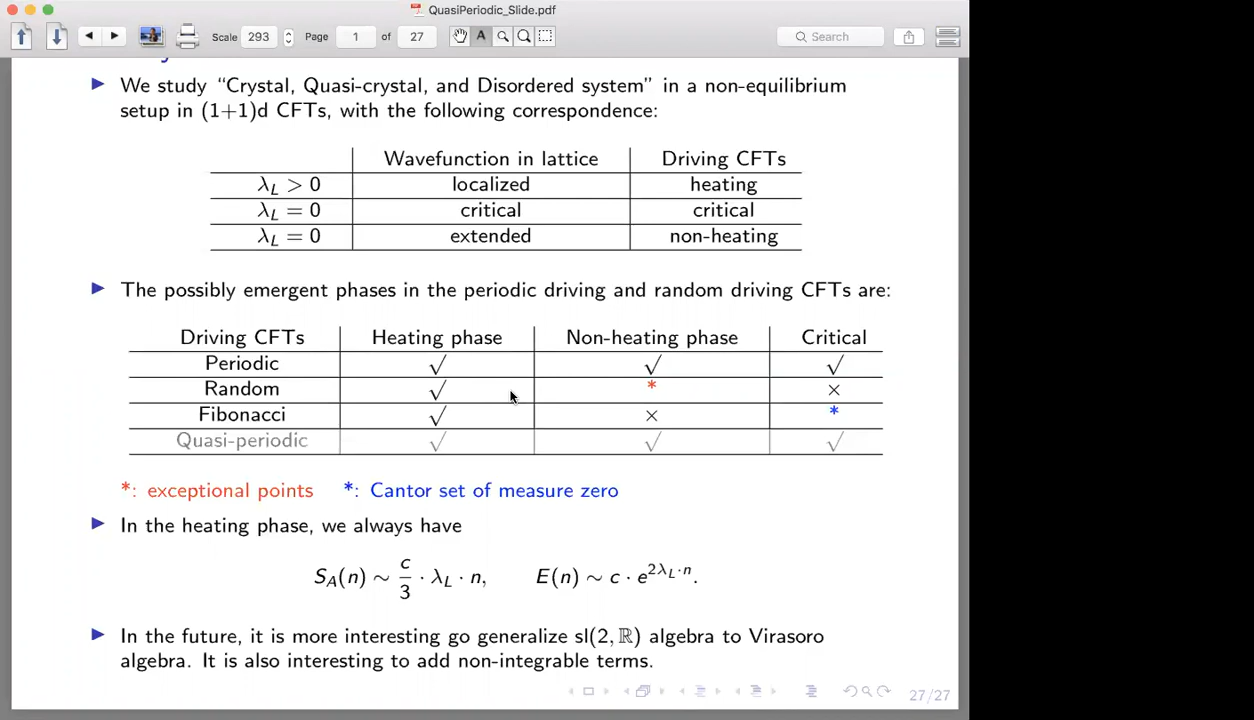 QuasiPeriodic_Slide.pdf
Scale 293 Page 1 of 27 A Search
▶ We study “Crystal, Quasi-crystal, and Disordered system” in a non-equilibrium
setup in (1+1)d CFTs, with the following correspondence:
Wavefunction in lattice Driving CFTs
λ_L > 0 localized heating
λ_L = 0 critical critical
λ_L = 0 extended non-heating
▶ The possibly emergent phases in the periodic driving and random driving CFTs are:
Driving CFTs Heating phase Non-heating phase Critical
Periodic √ √ √
Random √ * ×
Fibonacci √ × *
Quasi-periodic √ √ √
*: exceptional points *: Cantor set of measure zero
▶ In the heating phase, we always have
S_A(n) ∼ c/3 · λ_L · n, E(n) ∼ c · e^{2λ_L·n}.
▶ In the future, it is more interesting go generalize sl(2, ℝ) algebra to Virasoro
algebra. It is also interesting to add non-integrable terms.
27/27